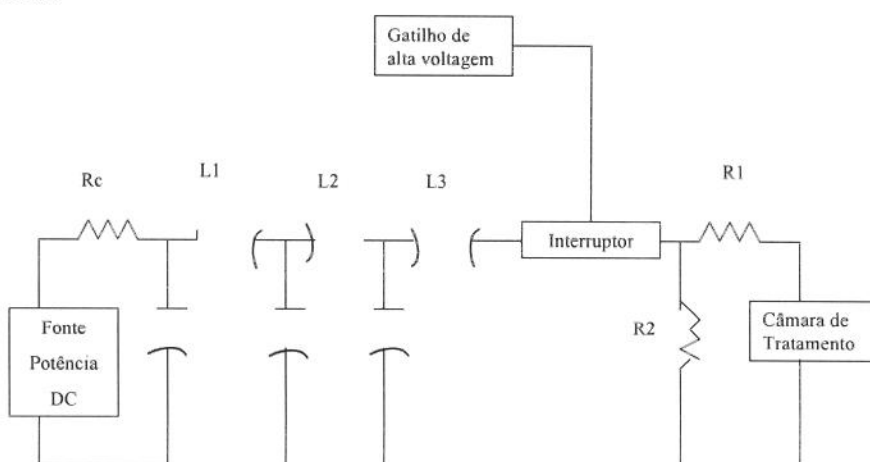 Gatilho de
alta voltagem
Rc
L1
L2
L3
R1
Interruptor
R2
Fonte
Potência
DC
Câmara de
Tratamento